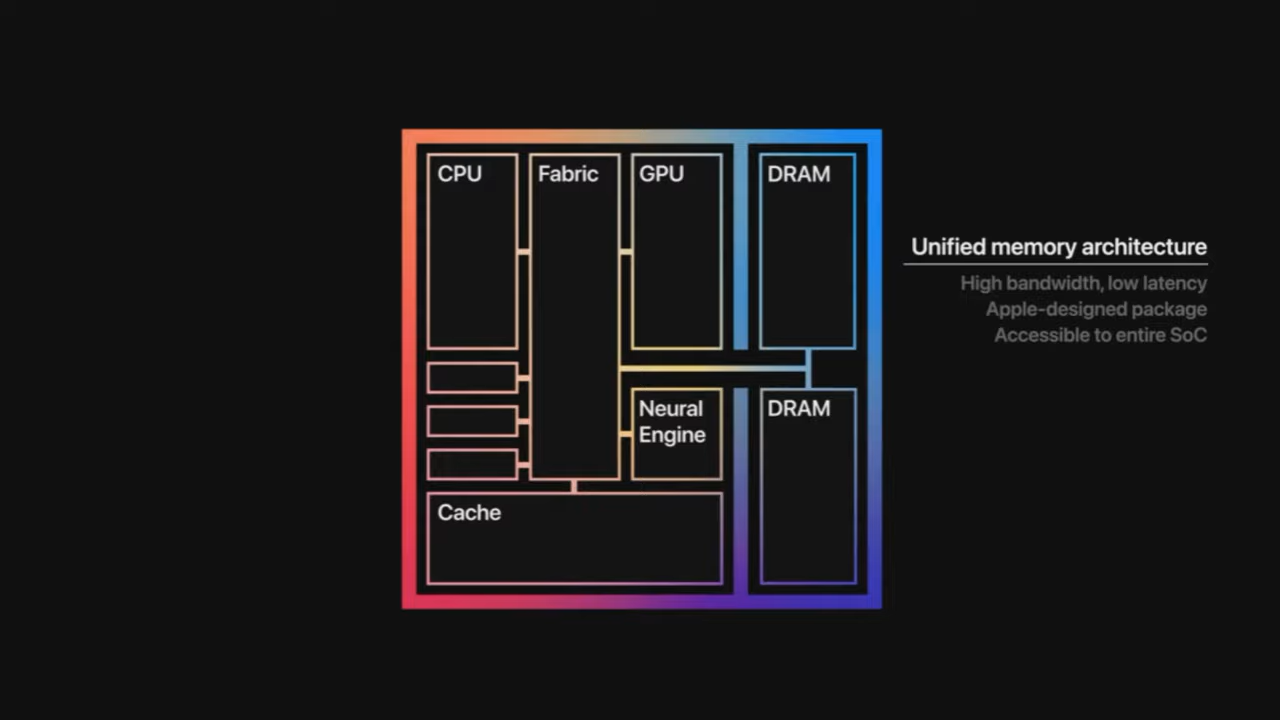 CPU
Fabric
GPU
DRAM
Neural
Engine
DRAM
Cache
Unified memory architecture
High bandwidth, low latency
Apple-designed package
Accessible to entire SoC